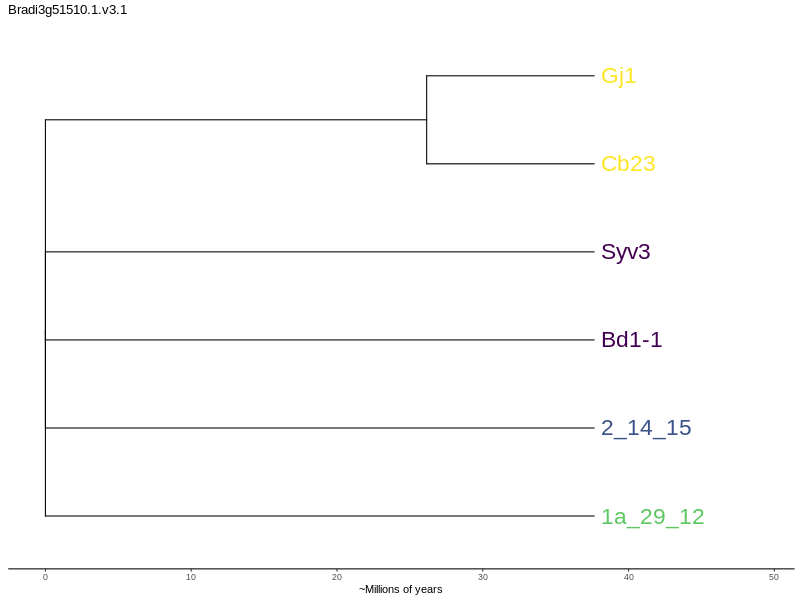 Bradi3g51510.1.v3.1
Gj1
Cb23
Syv3
Bd1-1
2_14_15
1a_29_12
0 10 20 30 40 50
~Millions of years